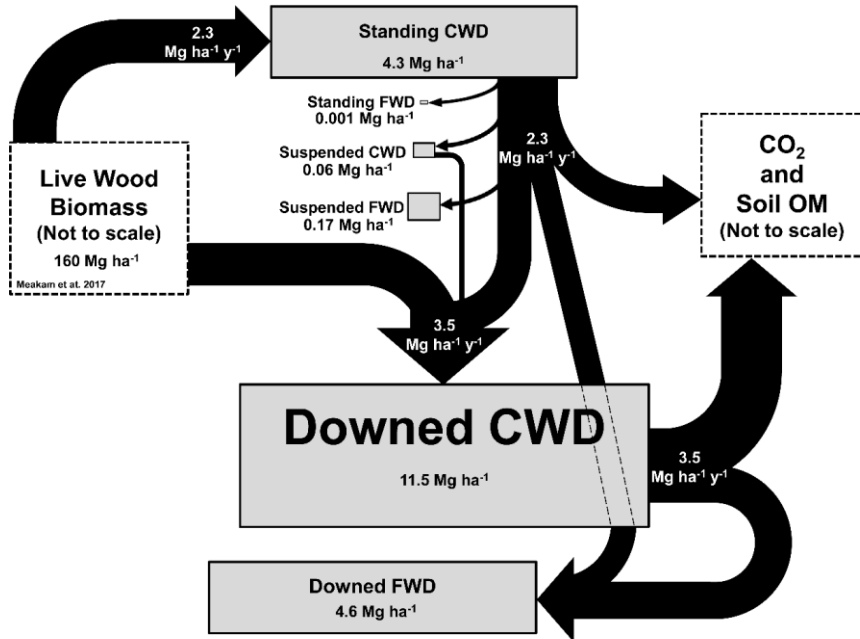 2.3
Mg ha⁻¹ y⁻¹
Standing CWD
4.3 Mg ha⁻¹
Standing FWD
0.001 Mg ha⁻¹
Suspended CWD
0.06 Mg ha⁻¹
Suspended FWD
0.17 Mg ha⁻¹
2.3
Mg ha⁻¹ y⁻¹
CO₂
and
Soil OM
(Not to scale)
Live Wood
Biomass
(Not to scale)
160 Mg ha⁻¹
Meakam et at. 2017
3.5
Mg ha⁻¹ y⁻¹
Downed CWD
11.5 Mg ha⁻¹
3.5
Mg ha⁻¹ y⁻¹
Downed FWD
4.6 Mg ha⁻¹